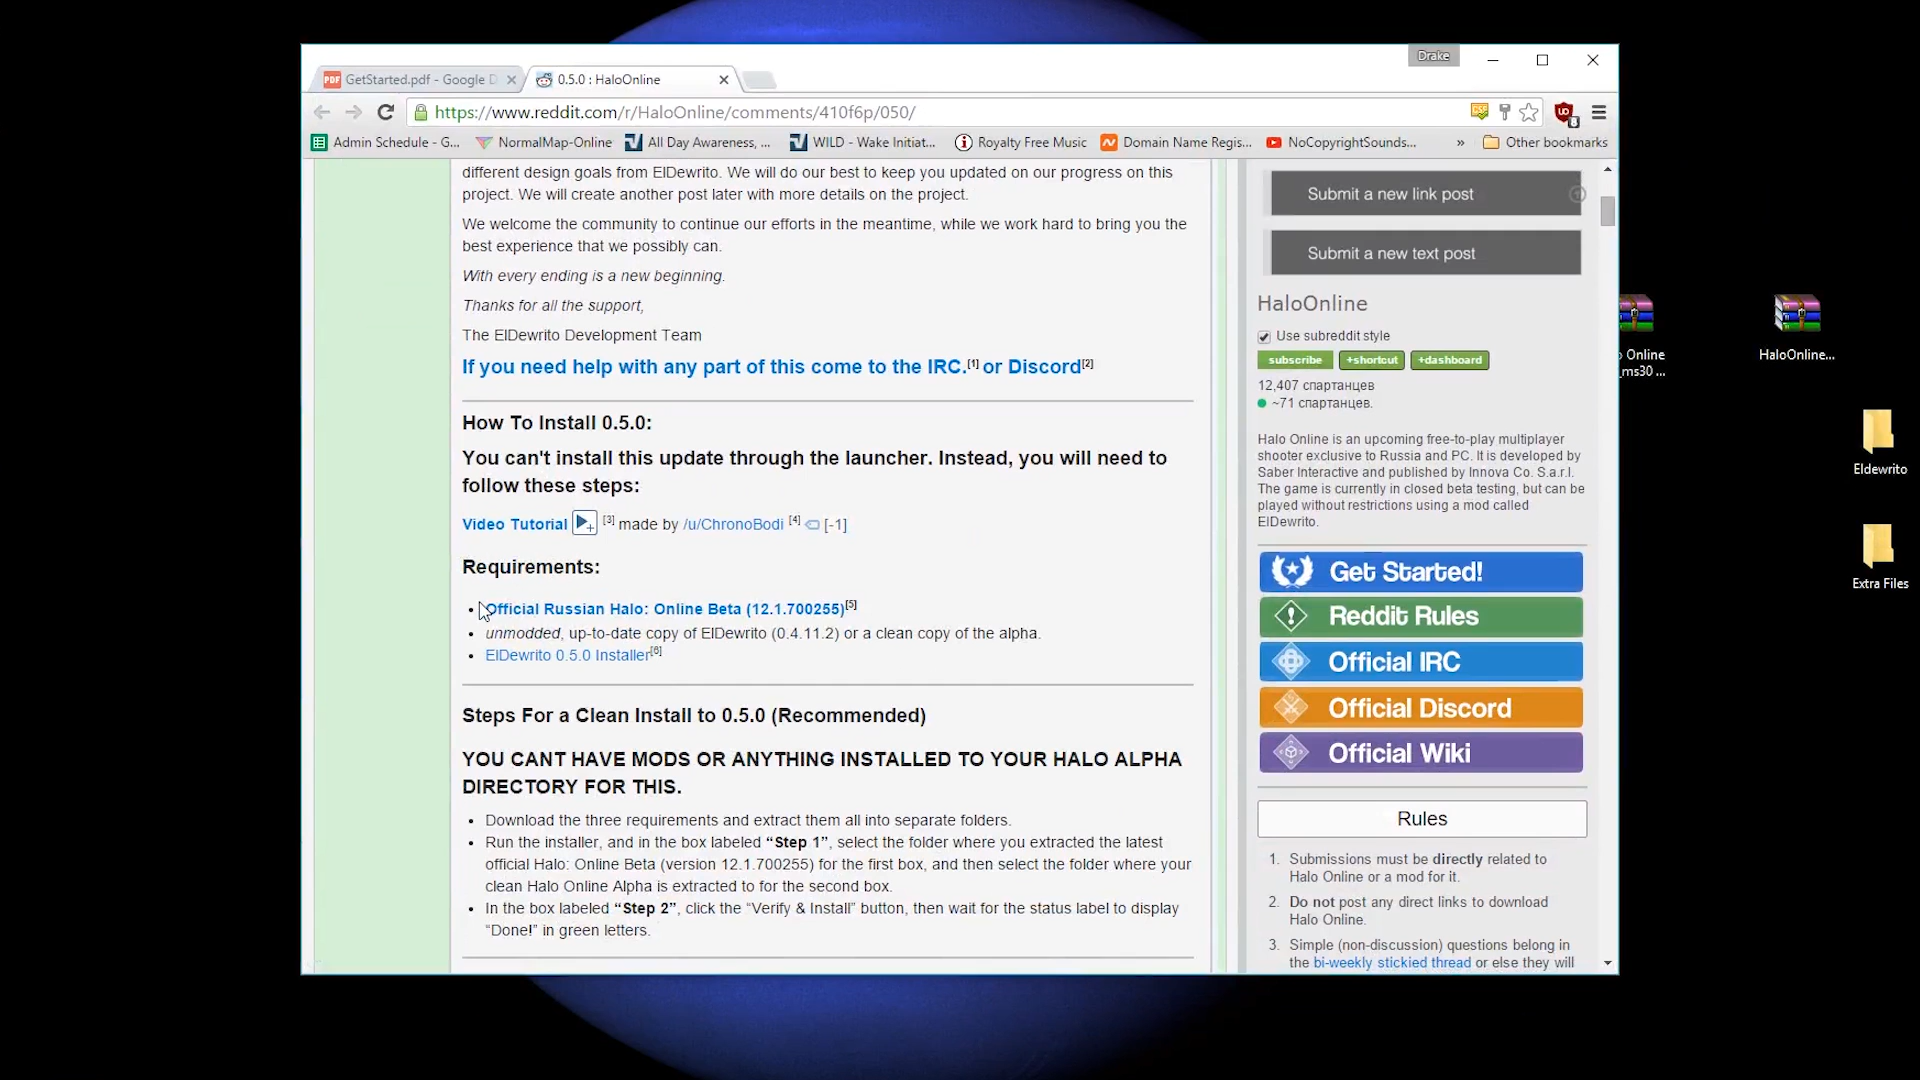 Drake
GetStarted.pdf - Google D
0.5.0 : HaloOnline
https://www.reddit.com/r/HaloOnline/comments/410f6p/050/
Admin Schedule - G...
NormalMap-Online
All Day Awareness, ...
WILD - Wake Initiat...
Royalty Free Music
Domain Name Regis...
NoCopyrightSounds...
»
Other bookmarks
different design goals from ElDewrito. We will do our best to keep you updated on our progress on this
project. We will create another post later with more details on the project.
We welcome the community to continue our efforts in the meantime, while we work hard to bring you the
best experience that we possibly can.
With every ending is a new beginning.
Thanks for all the support,
The ElDewrito Development Team
If you need help with any part of this come to the IRC.[1] or Discord[2]
How To Install 0.5.0:
You can't install this update through the launcher. Instead, you will need to
follow these steps:
Video Tutorial [3] made by /u/ChronoBodi [4] [-1]
Requirements:
• Official Russian Halo: Online Beta (12.1.700255)[5]
• unmodded, up-to-date copy of ElDewrito (0.4.11.2) or a clean copy of the alpha.
• ElDewrito 0.5.0 Installer[6]
Steps For a Clean Install to 0.5.0 (Recommended)
YOU CANT HAVE MODS OR ANYTHING INSTALLED TO YOUR HALO ALPHA
DIRECTORY FOR THIS.
• Download the three requirements and extract them all into separate folders.
• Run the installer, and in the box labeled “Step 1”, select the folder where you extracted the latest
official Halo: Online Beta (version 12.1.700255) for the first box, and then select the folder where your
clean Halo Online Alpha is extracted to for the second box.
• In the box labeled “Step 2”, click the “Verify & Install” button, then wait for the status label to display
“Done!” in green letters.
Submit a new link post
Submit a new text post
HaloOnline
Use subreddit style
subscribe
+shortcut
+dashboard
12,407 спартанцев
~71 спартанцев.
Halo Online is an upcoming free-to-play multiplayer
shooter exclusive to Russia and PC. It is developed by
Saber Interactive and published by Innova Co. S.a.r.l.
The game is currently in closed beta testing, but can be
played without restrictions using a mod called
ElDewrito.
Get Started!
Reddit Rules
Official IRC
Official Discord
Official Wiki
Rules
1. Submissions must be directly related to
Halo Online or a mod for it.
2. Do not post any direct links to download
Halo Online.
3. Simple (non-discussion) questions belong in
the bi-weekly stickied thread or else they will
Online
_ms30 ...
HaloOnline...
Eldewrito
Extra Files